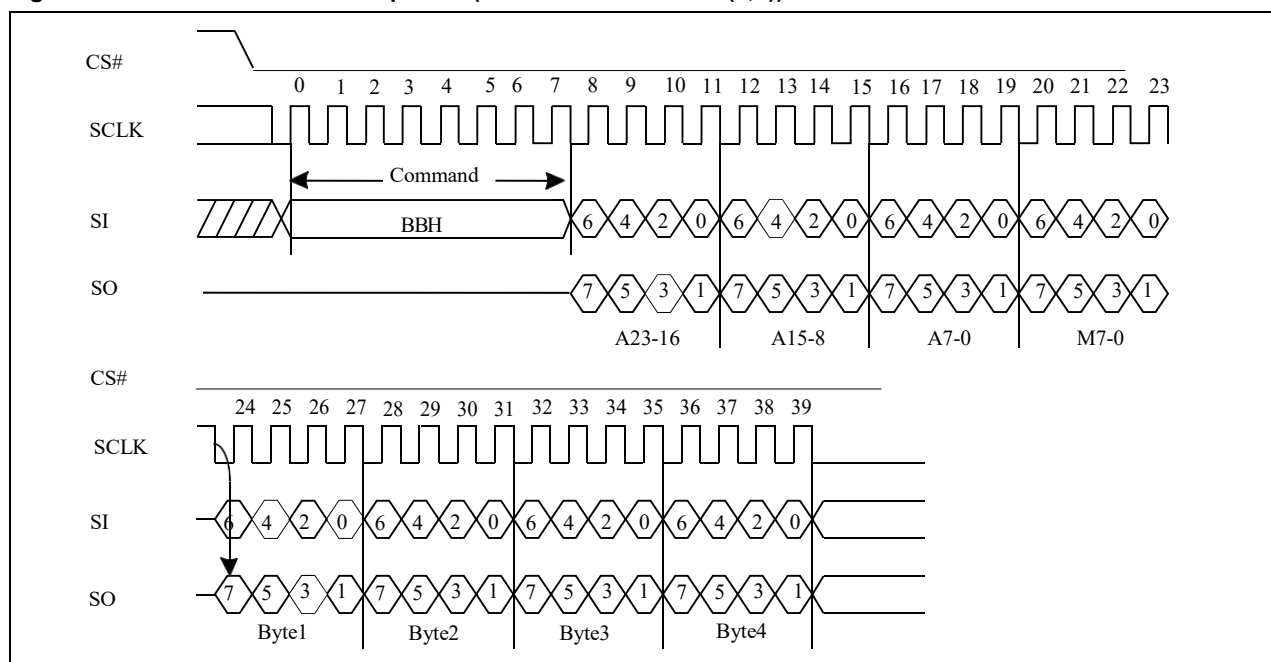 CS#
0 1 2 3 4 5 6 7 8 9 10 11 12 13 14 15 16 17 18 19 20 21 22 23
SCLK
Command
SI BBH 6 4 2 0 6 4 2 0 6 4 2 0 6 4 2 0
SO 7 5 3 1 7 5 3 1 7 5 3 1 7 5 3 1
A23-16 A15-8 A7-0 M7-0
CS#
24 25 26 27 28 29 30 31 32 33 34 35 36 37 38 39
SCLK
SI 6 4 2 0 6 4 2 0 6 4 2 0 6 4 2 0
SO 7 5 3 1 7 5 3 1 7 5 3 1 7 5 3 1
Byte1 Byte2 Byte3 Byte4